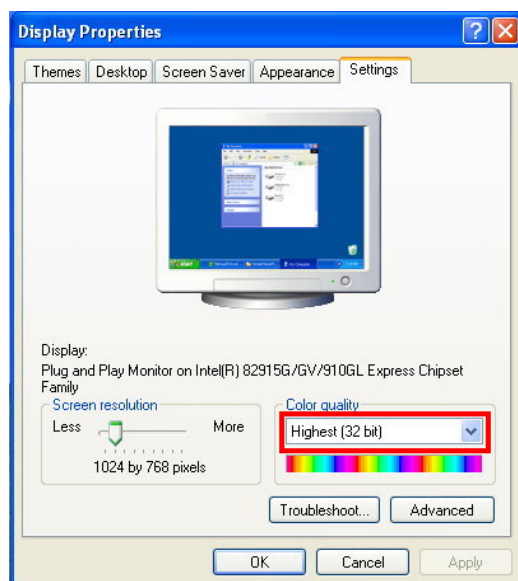 Display Properties
Themes Desktop Screen Saver Appearance Settings
Display:
Plug and Play Monitor on Intel(R) 82915G/GV/910GL Express Chipset
Family
Screen resolution
Less More
1024 by 768 pixels
Color quality
Highest (32 bit)
Troubleshoot... Advanced
OK Cancel Apply